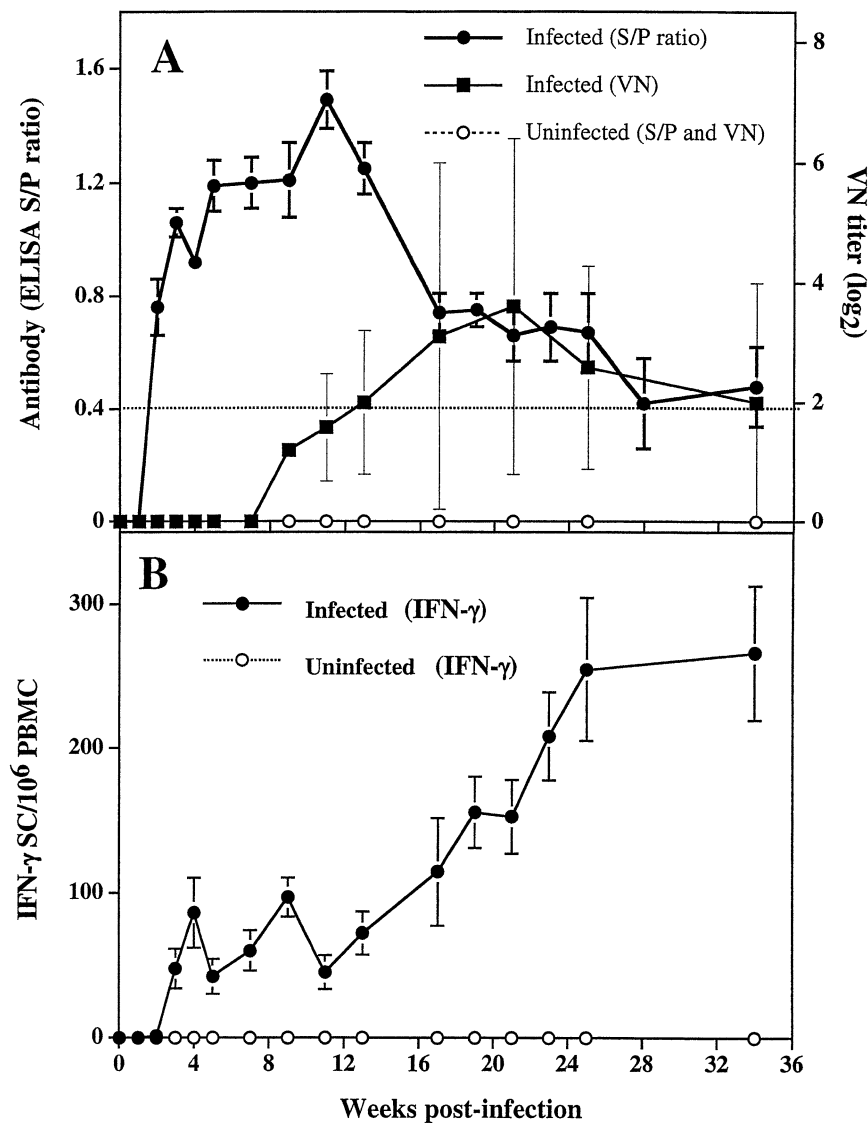 A
Infected (S/P ratio)
Infected (VN)
Uninfected (S/P and VN)
Antibody (ELISA S/P ratio)
1.6
1.2
0.8
0.4
0
VN titer (log2)
8
6
4
2
0
B
Infected (IFN-γ)
Uninfected (IFN-γ)
IFN-γ SC/10⁶ PBMC
300
200
100
0
0 4 8 12 16 20 24 28 32 36
Weeks post-infection